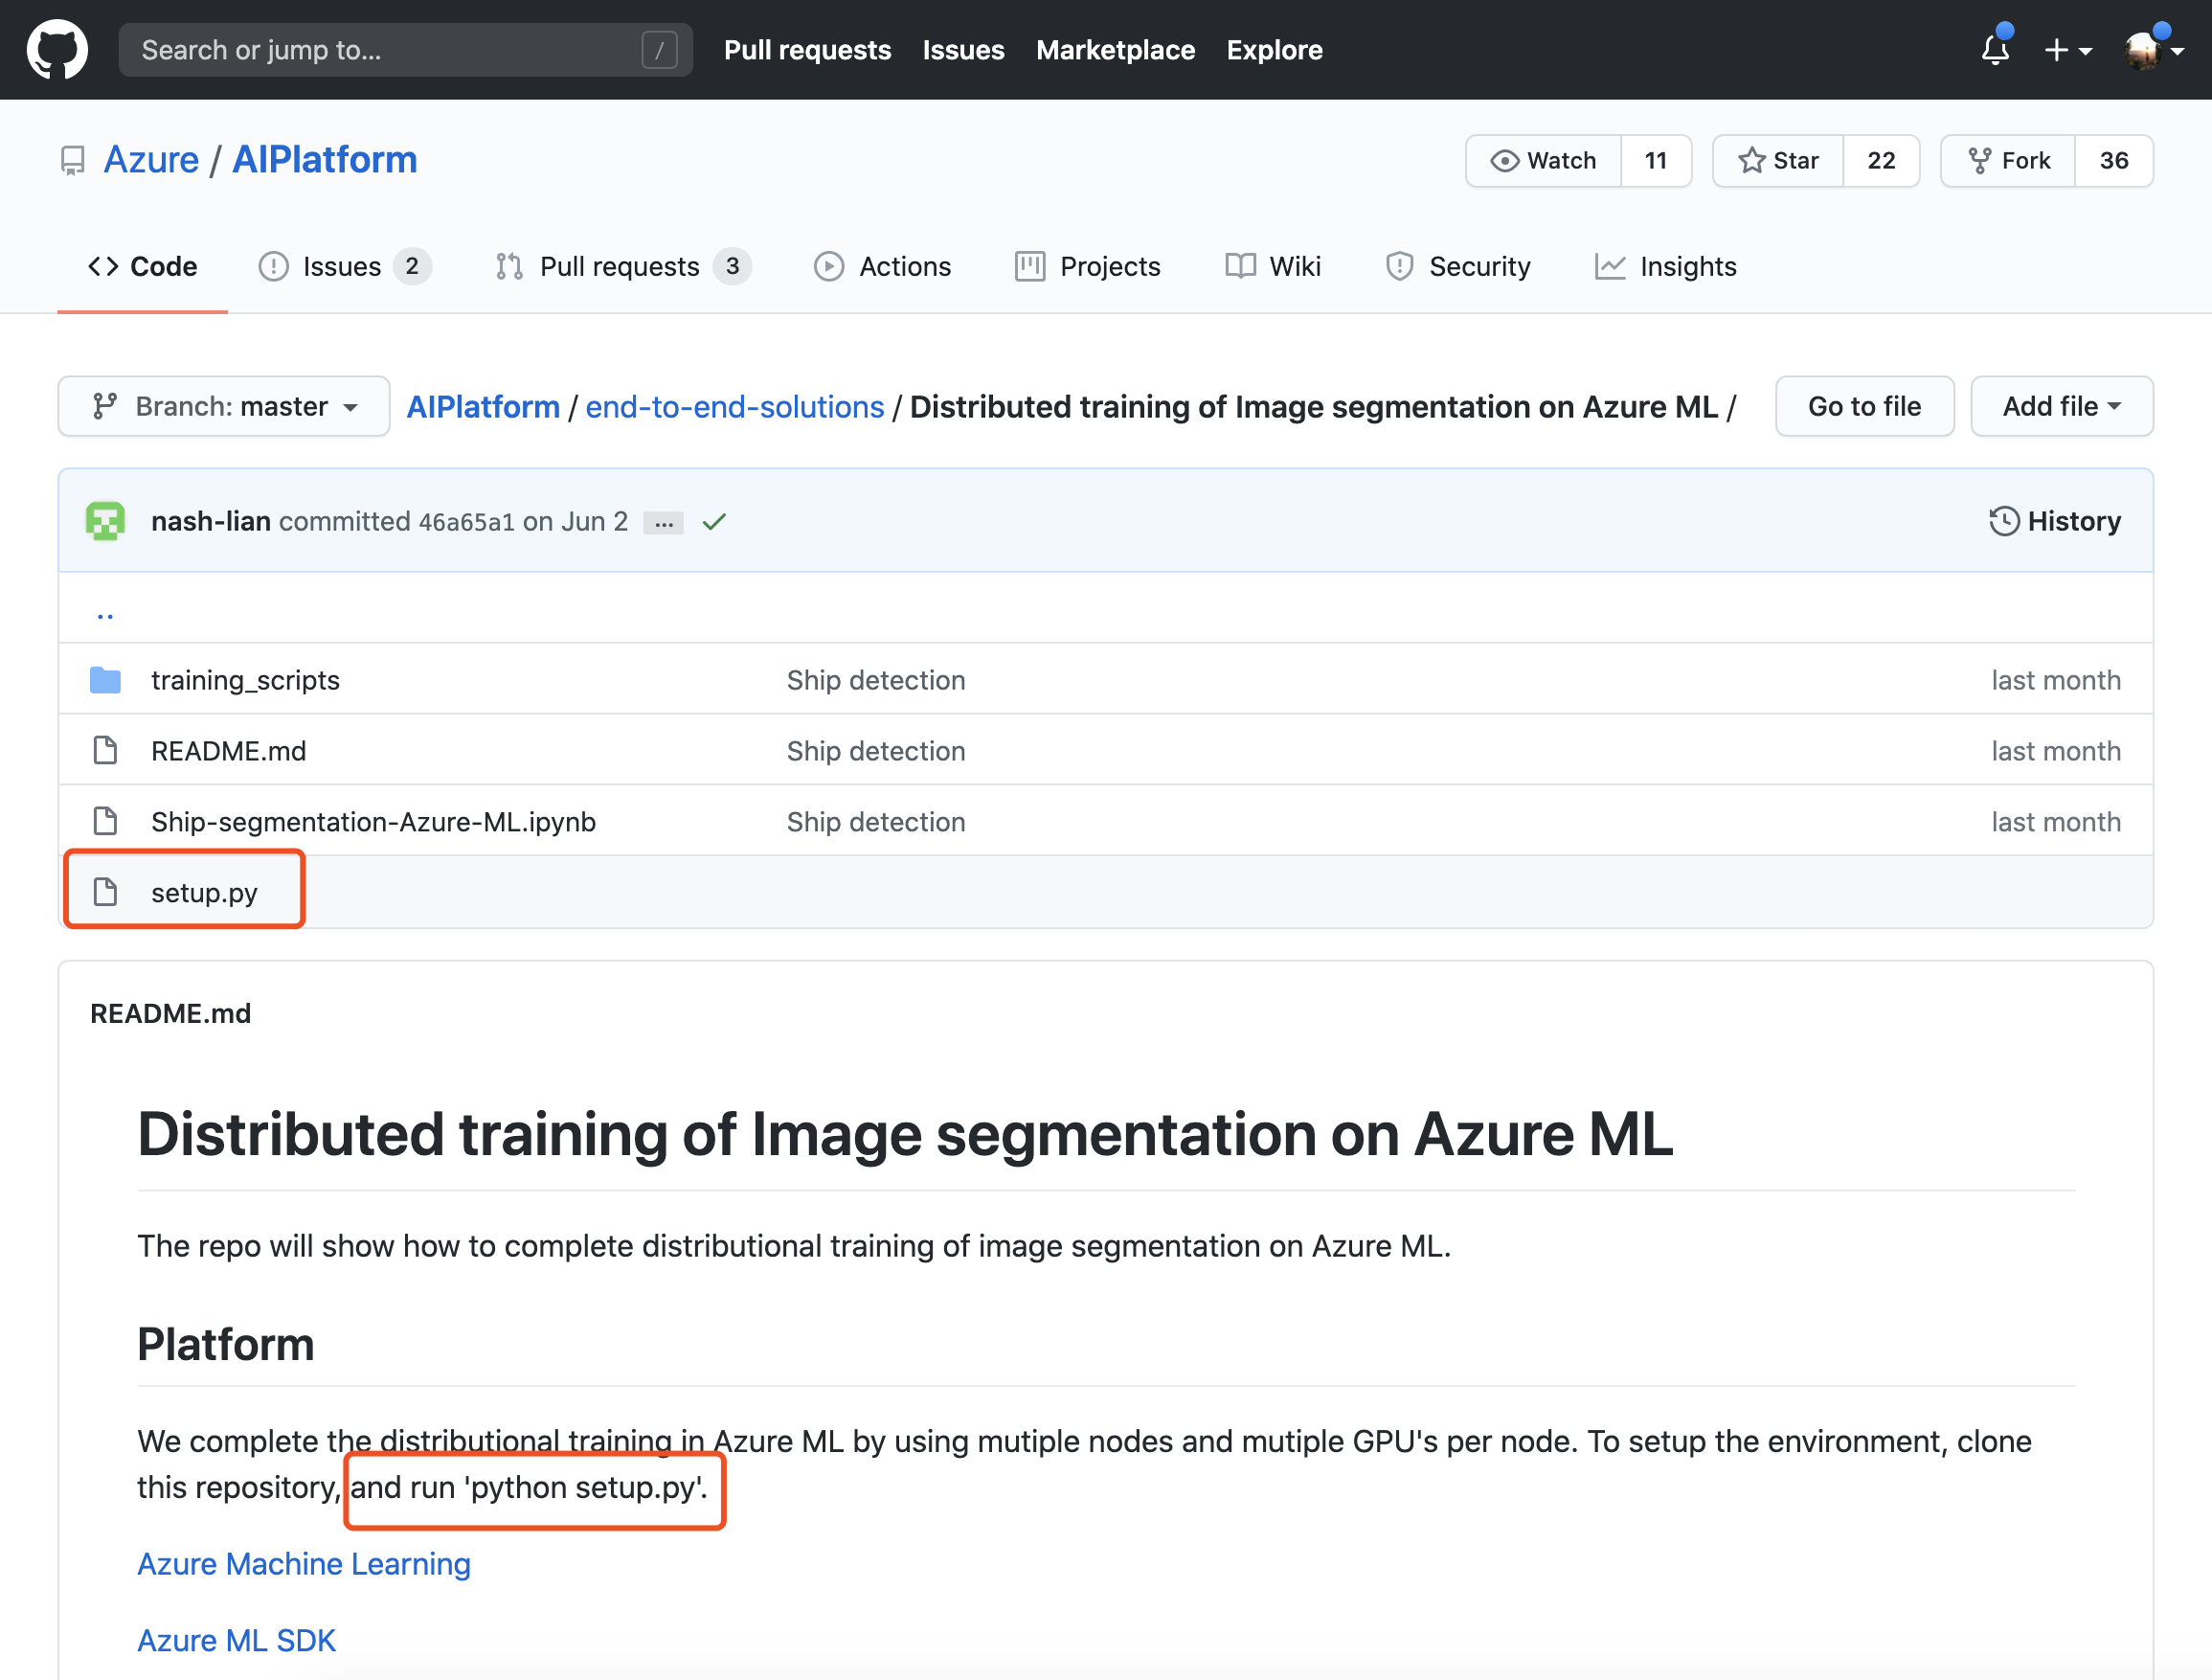 Search or jump to... /
Pull requests Issues Marketplace Explore
Azure / AIPlatform
Watch 11 Star 22 Fork 36
Code Issues 2 Pull requests 3 Actions Projects Wiki Security Insights
Branch: master AIPlatform / end-to-end-solutions / Distributed training of Image segmentation on Azure ML / Go to file Add file
nash-lian committed 46a65a1 on Jun 2 ... History
..
training_scripts Ship detection last month
README.md Ship detection last month
Ship-segmentation-Azure-ML.ipynb Ship detection last month
setup.py
README.md
Distributed training of Image segmentation on Azure ML
The repo will show how to complete distributional training of image segmentation on Azure ML.
Platform
We complete the distributional training in Azure ML by using mutiple nodes and mutiple GPU's per node. To setup the environment, clone
this repository, and run 'python setup.py'.
Azure Machine Learning
Azure ML SDK